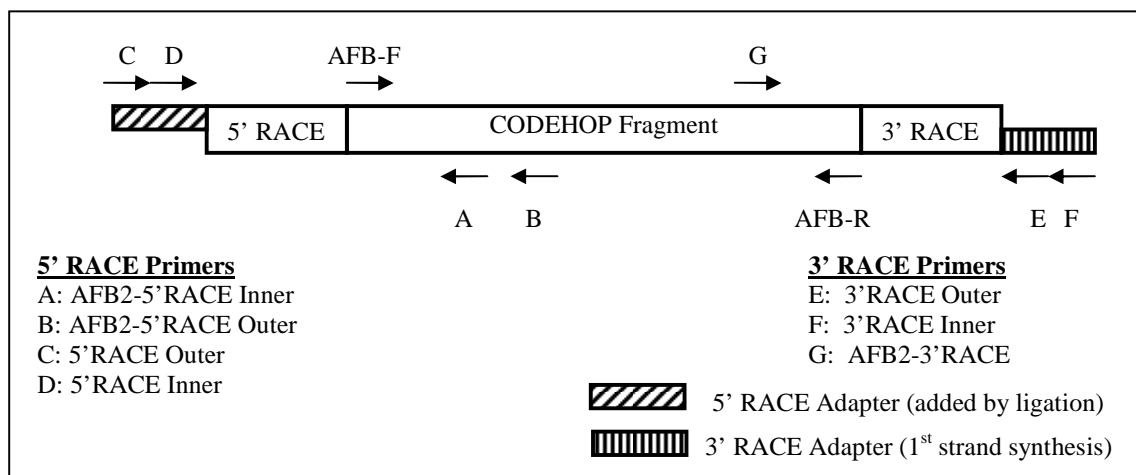 C D AFB-F G
5’ RACE CODEHOP Fragment 3’ RACE
A B AFB-R E F
5’ RACE Primers
A: AFB2-5’RACE Inner
B: AFB2-5’RACE Outer
C: 5’RACE Outer
D: 5’RACE Inner
3’ RACE Primers
E: 3’RACE Outer
F: 3’RACE Inner
G: AFB2-3’RACE
5’ RACE Adapter (added by ligation)
3’ RACE Adapter (1st strand synthesis)